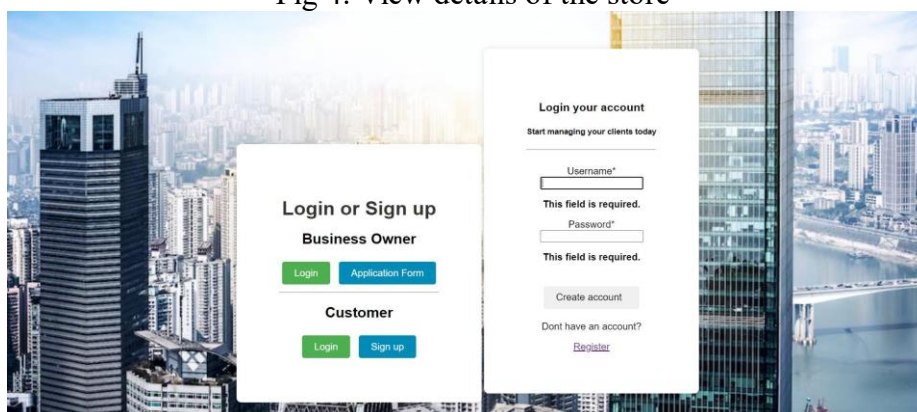 Fig 4. View details of the store
Login or Sign up
Business Owner
Login Application Form
Customer
Login Sign up
Login your account
Start managing your clients today
Username*
This field is required.
Password*
This field is required.
Create account
Dont have an account?
Register